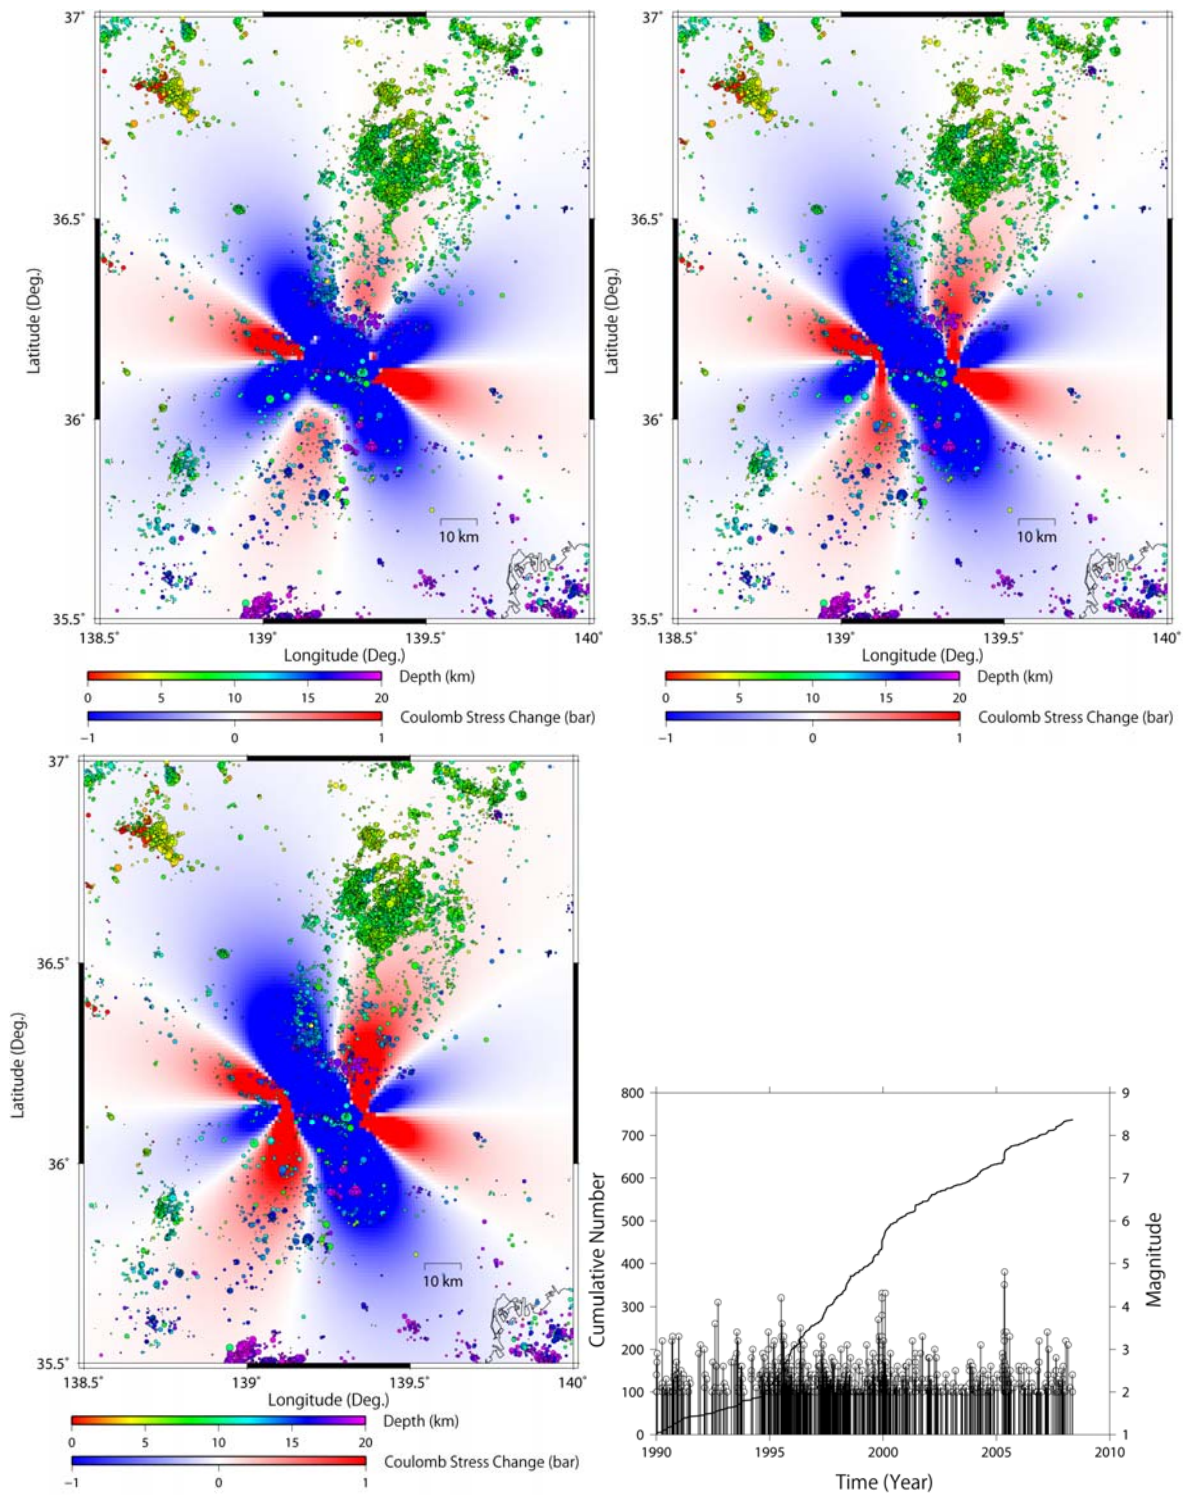 37°
36.5°
36°
35.5°
Latitude (Deg.)
10 km
138.5° 139° 139.5° 140°
Longitude (Deg.)
Depth (km)
0 5 10 15 20
Coulomb Stress Change (bar)
−1 0 1
37°
36.5°
36°
35.5°
Latitude (Deg.)
10 km
138.5° 139° 139.5° 140°
Longitude (Deg.)
Depth (km)
0 5 10 15 20
Coulomb Stress Change (bar)
−1 0 1
37°
36.5°
36°
35.5°
Latitude (Deg.)
10 km
138.5° 139° 139.5° 140°
Longitude (Deg.)
Depth (km)
0 5 10 15 20
Coulomb Stress Change (bar)
−1 0 1
800
700
600
500
400
300
200
100
0
Cumulative Number
9
8
7
6
5
4
3
2
1
Magnitude
1990 1995 2000 2005 2010
Time (Year)